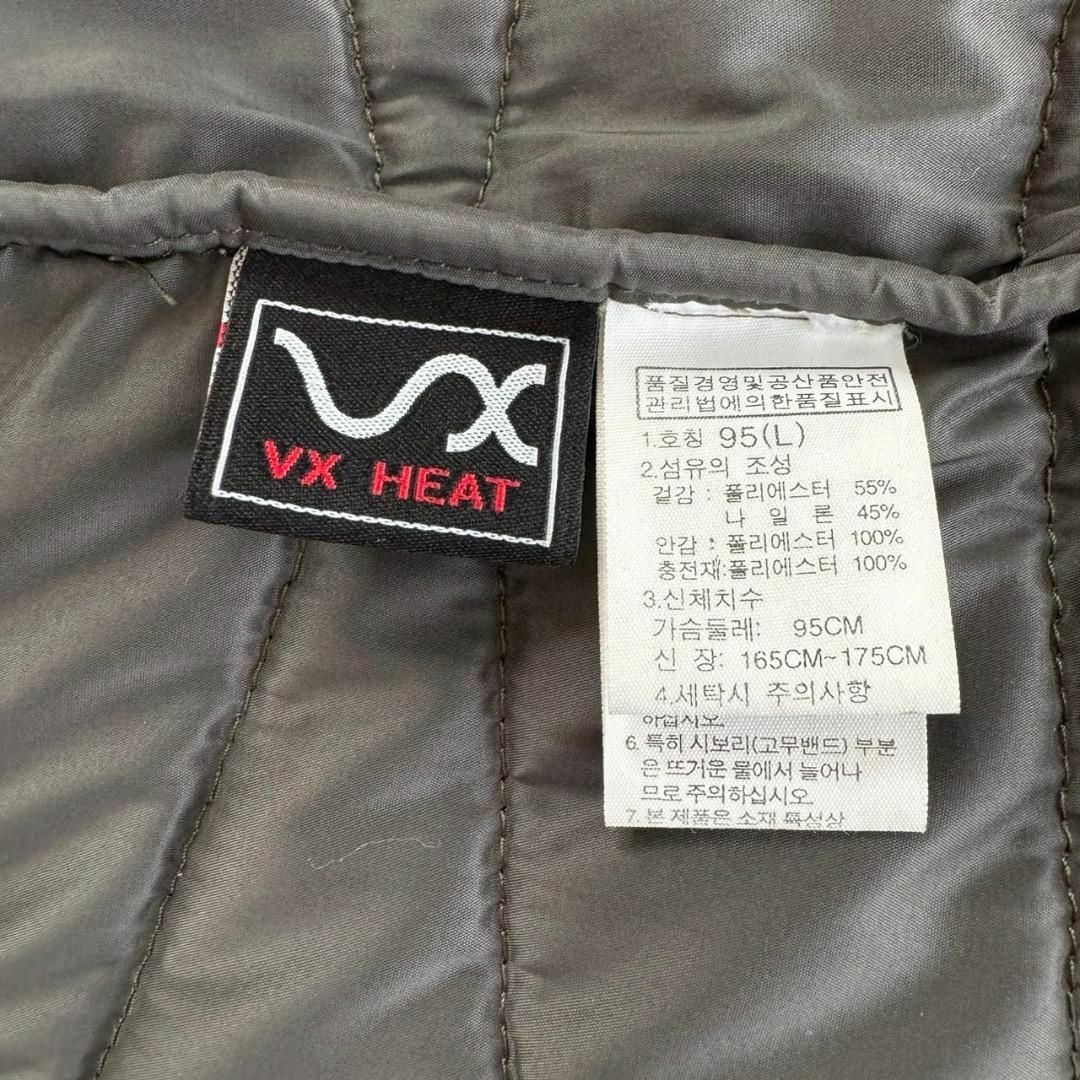 VX
VX HEAT
품질경영및공산품안전
관리법에의한품질표시
1.호칭 95(L)
2.섬유의 조성
겉감 : 폴리에스터 55%
나 일 론 45%
안감 : 폴리에스터 100%
충전재:폴리에스터 100%
3.신체치수
가슴둘레: 95CM
신 장: 165CM~175CM
4.세탁시 주의사항
하십시오.
6. 특히 시보리(고무밴드) 부분
은 뜨거운 물에서 늘어나
므로 주의하십시오.
7. 본 제품은 소재 특성상